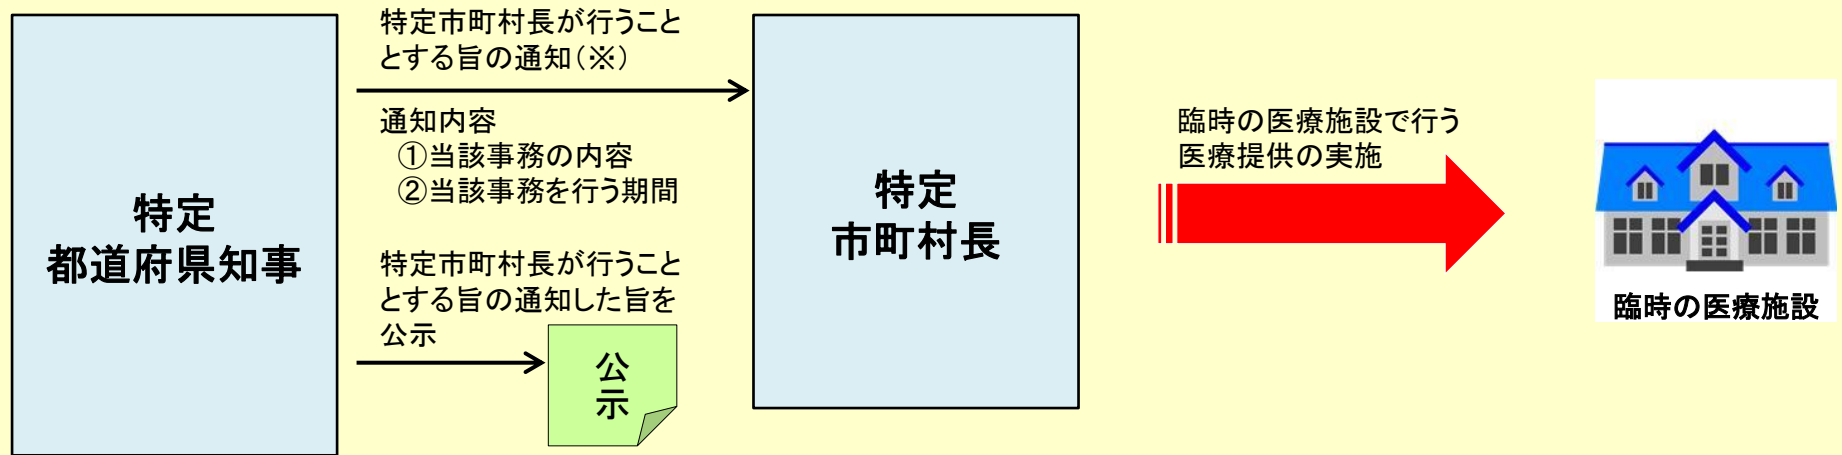 特定
都道府県知事
特定市町村長が行うこと
とする旨の通知(※)
通知内容
①当該事務の内容
②当該事務を行う期間
特定市町村長が行うこと
とする旨の通知した旨を
公示
公
示
特定
市町村長
臨時の医療施設で行う
医療提供の実施
臨時の医療施設